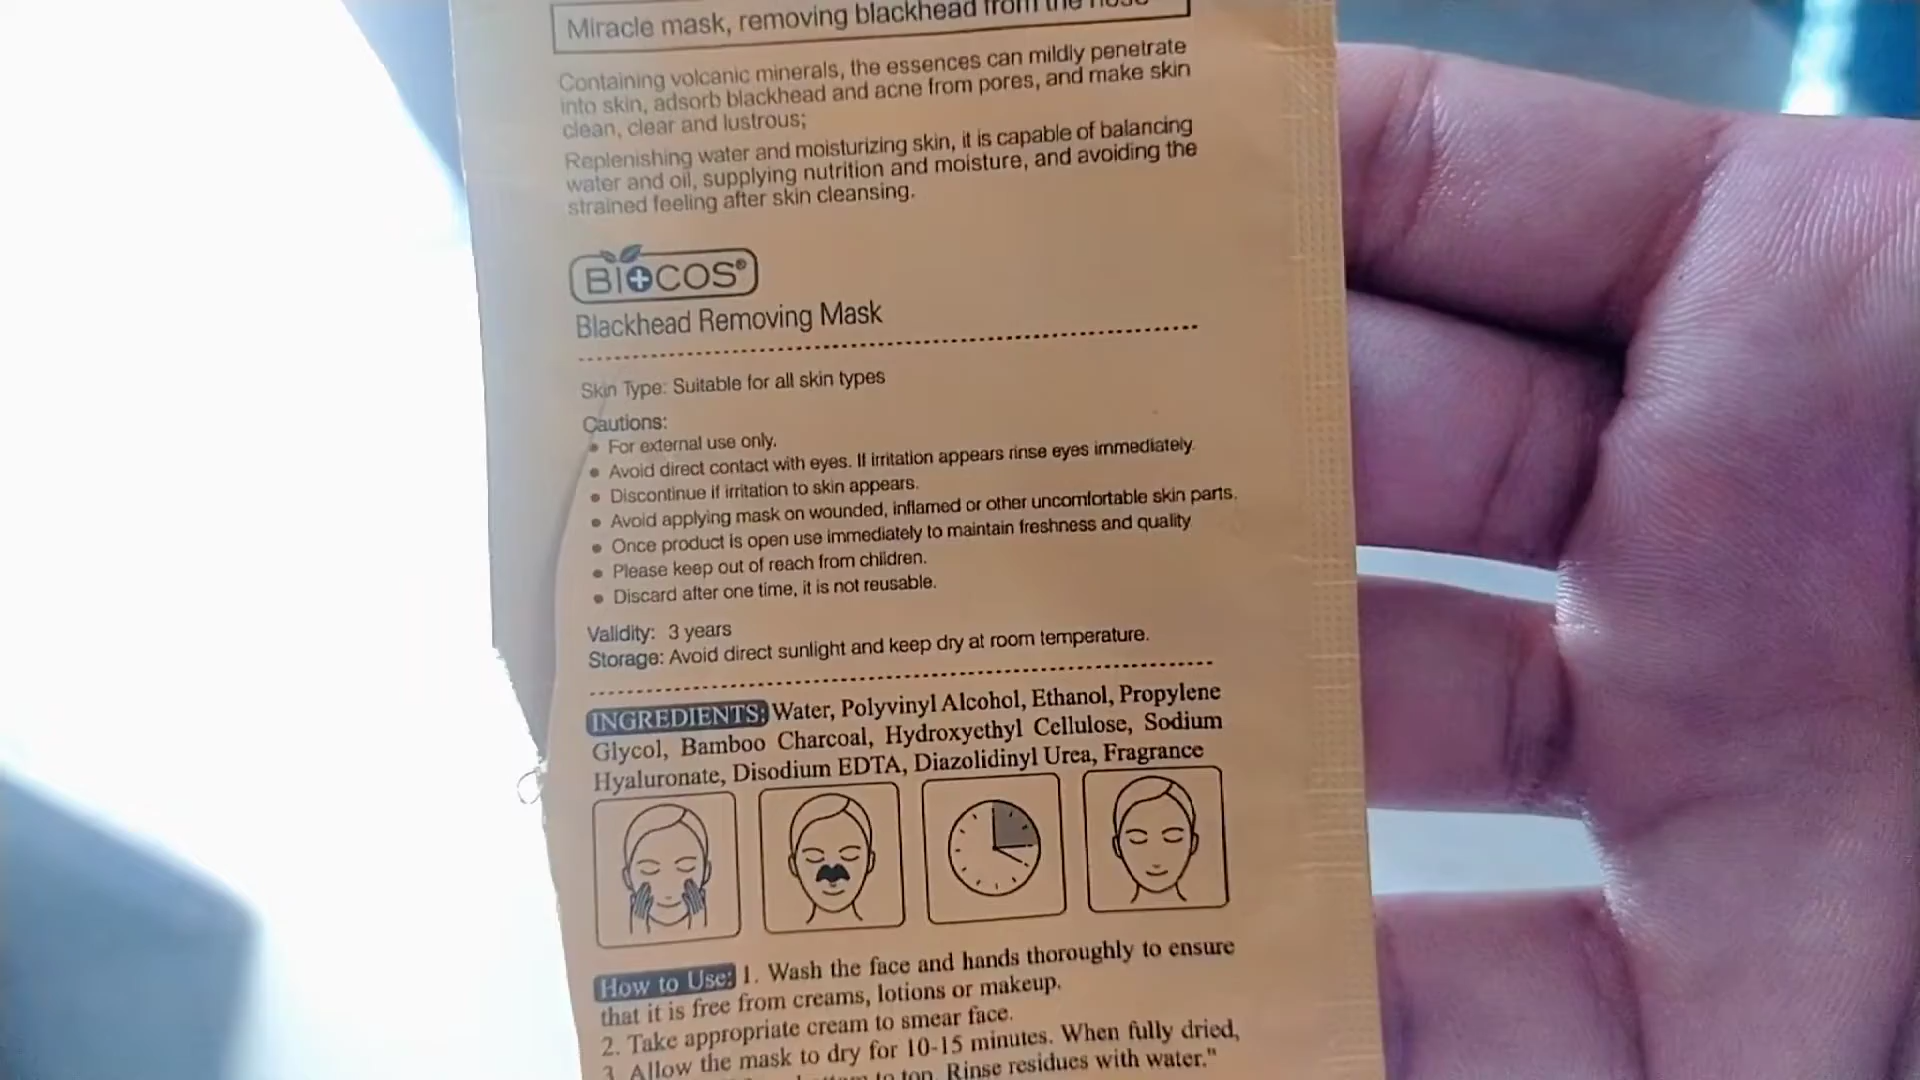 Miracle mask, removing blackhead from the nose
Containing volcanic minerals, the essences can mildly penetrate
into skin, adsorb blackhead and acne from pores, and make skin
clean, clear and lustrous;
Replenishing water and moisturizing skin, it is capable of balancing
water and oil, supplying nutrition and moisture, and avoiding the
strained feeling after skin cleansing.
BIOCOS®
Blackhead Removing Mask
Skin Type: Suitable for all skin types
Cautions:
• For external use only.
• Avoid direct contact with eyes. If irritation appears rinse eyes immediately.
• Discontinue if irritation to skin appears.
• Avoid applying mask on wounded, inflamed or other uncomfortable skin parts.
• Once product is open use immediately to maintain freshness and quality
• Please keep out of reach from children.
• Discard after one time, it is not reusable.
Validity: 3 years
Storage: Avoid direct sunlight and keep dry at room temperature.
INGREDIENTS: Water, Polyvinyl Alcohol, Ethanol, Propylene
Glycol, Bamboo Charcoal, Hydroxyethyl Cellulose, Sodium
Hyaluronate, Disodium EDTA, Diazolidinyl Urea, Fragrance
How to Use: 1. Wash the face and hands thoroughly to ensure
that it is free from creams, lotions or makeup.
2. Take appropriate cream to smear face.
3. Allow the mask to dry for 10-15 minutes. When fully dried,
to top. Rinse residues with water."